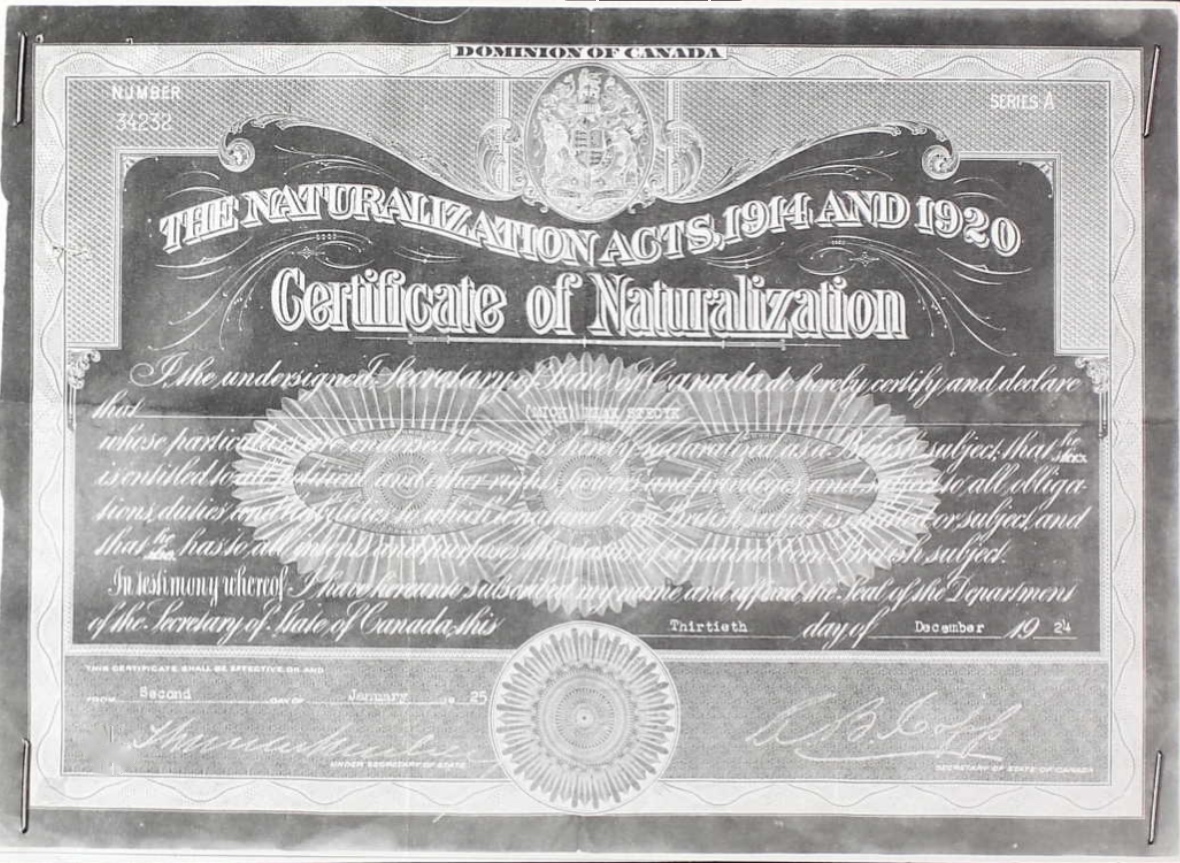 DOMINION OF CANADA
NUMBER
34232
SERIES A
THE NATURALIZATION ACTS, 1914 AND 1920
Certificate of Naturalization
I, the undersigned Secretary of State of Canada, do hereby certify and declare
that
whose particulars are endorsed hereon is hereby naturalized as a British subject, that he she
is entitled to all political and other rights, powers and privileges and subject to all obliga
tions, duties and liabilities to which a natural born British subject is entitled or subject, and
that he she has to all intents and purposes the status of a natural born British subject.
In testimony whereof I have hereunto subscribed my name and affixed the Seal of the Department
of the Secretary of State of Canada this Thirtieth day of December 19 24
THIS CERTIFICATE SHALL BE EFFECTIVE ON AND
FROM Second DAY OF January 19 25
UNDER SECRETARY OF STATE
SECRETARY OF STATE OF CANADA